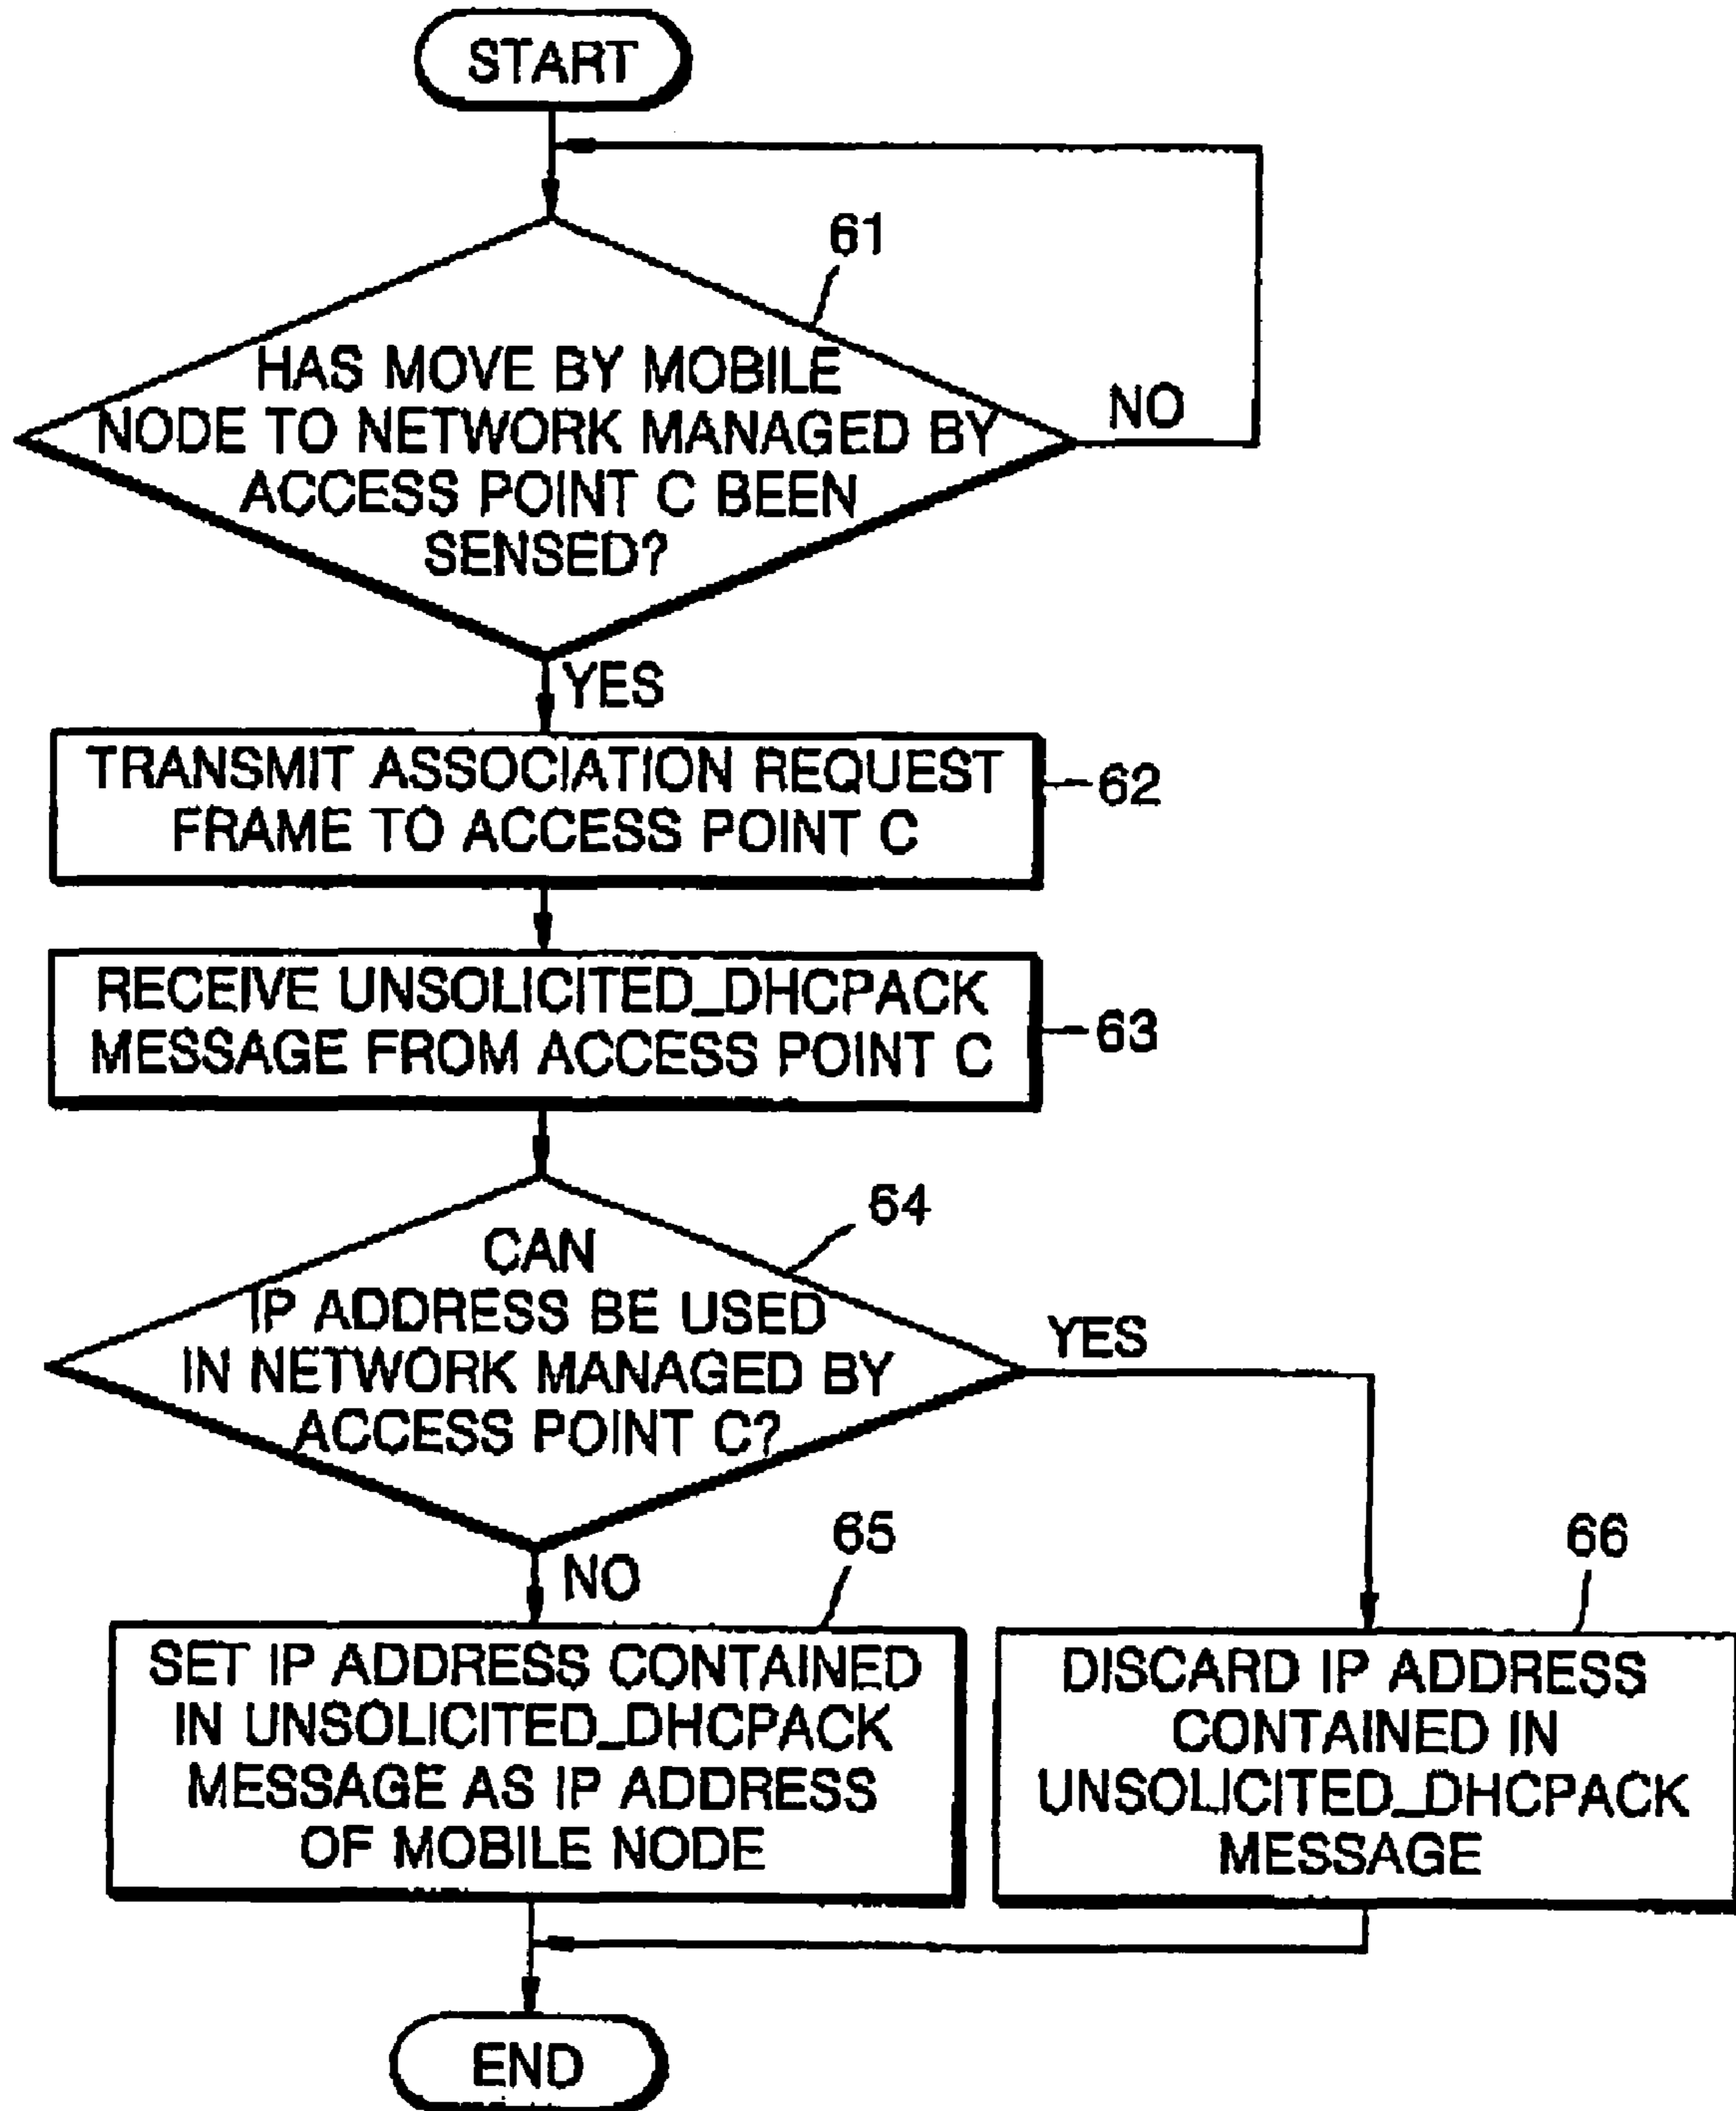 START
61
HAS MOVE BY MOBILE
NODE TO NETWORK MANAGED BY
ACCESS POINT C BEEN
SENSED?
NO
YES
TRANSMIT ASSOCIATION REQUEST
FRAME TO ACCESS POINT C
62
RECEIVE UNSOLICITED_DHCPACK
MESSAGE FROM ACCESS POINT C
63
64
CAN
IP ADDRESS BE USED
IN NETWORK MANAGED BY
ACCESS POINT C?
YES
NO
65
SET IP ADDRESS CONTAINED
IN UNSOLICITED_DHCPACK
MESSAGE AS IP ADDRESS
OF MOBILE NODE
66
DISCARD IP ADDRESS
CONTAINED IN
UNSOLICITED_DHCPACK
MESSAGE
END